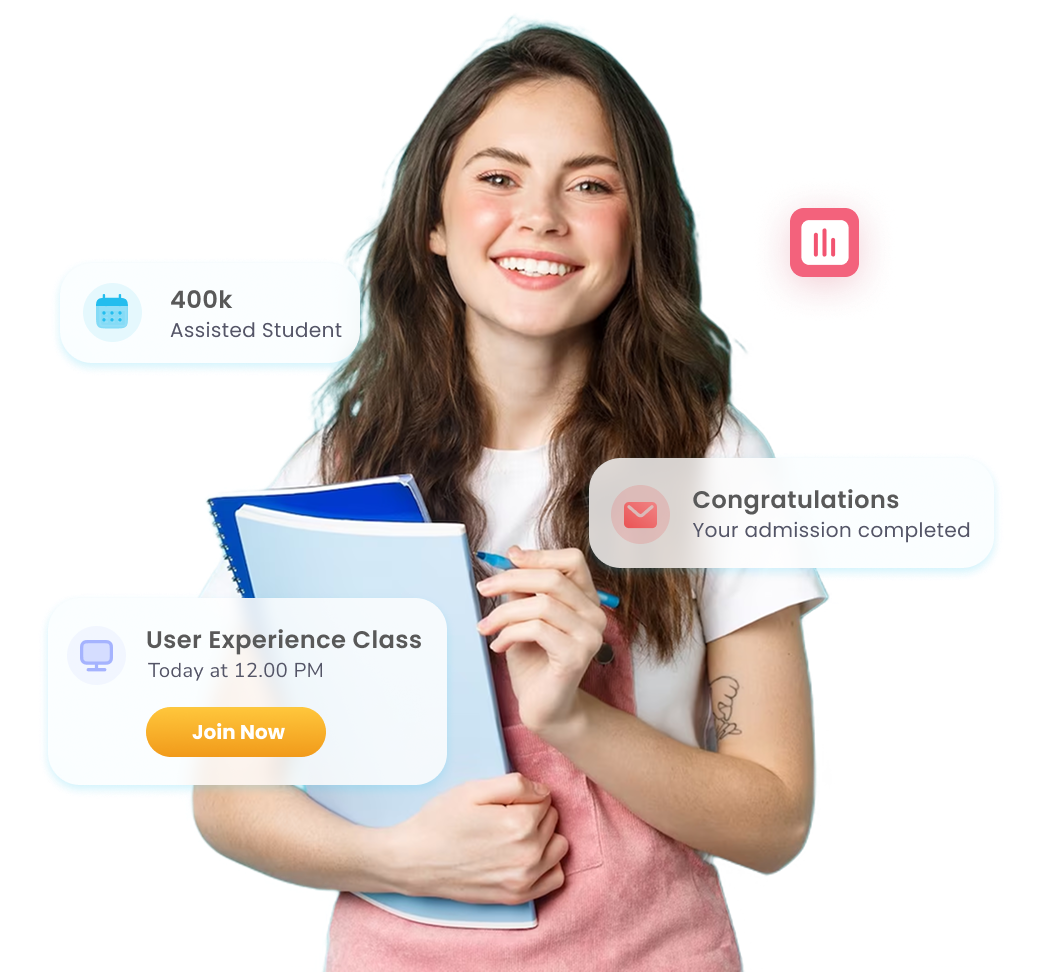 400k
Assisted Student
Congratulations
Your admission completed
User Experience Class
Today at 12.00 PM
Join Now